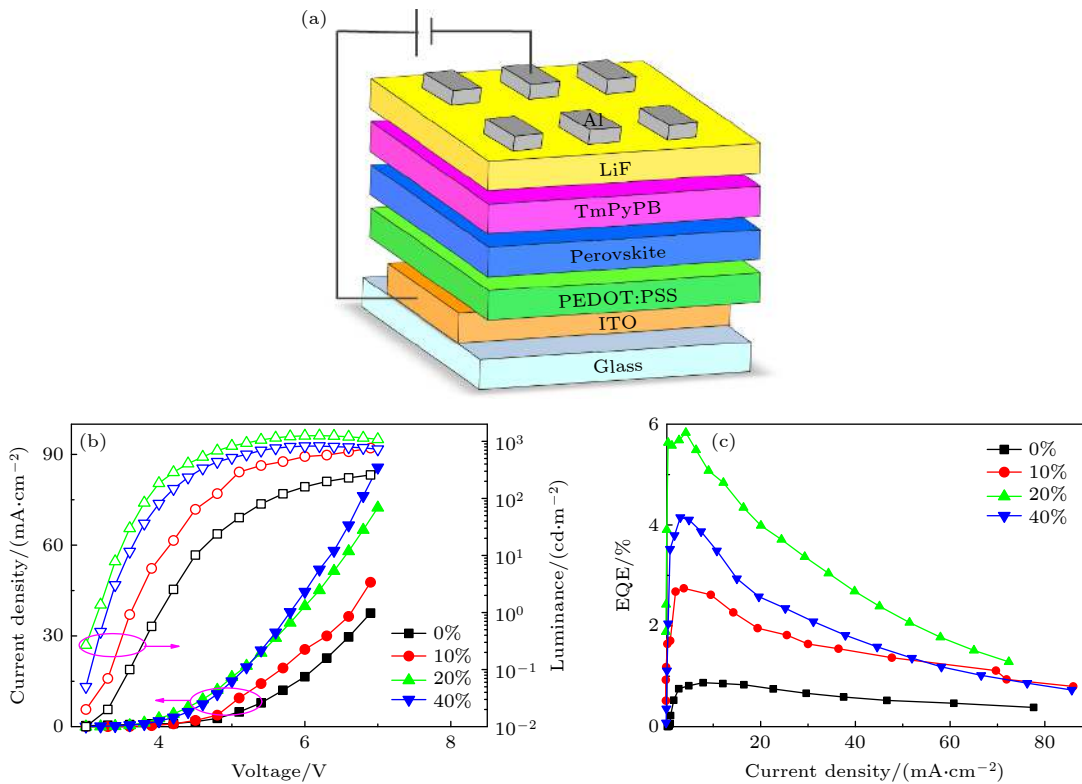 (a)
Al
LiF
TmPyPB
Perovskite
PEDOT:PSS
ITO
Glass
(b)
90
60
30
0
4
6
8
Voltage/V
Current density/(mA·cm⁻²)
10³
10²
10¹
10⁰
10⁻¹
10⁻²
Luminance/(cd·m⁻²)
0%
10%
20%
40%
(c)
6
4
2
0
20
40
60
80
Current density/(mA·cm⁻²)
EQE/%
0%
10%
20%
40%